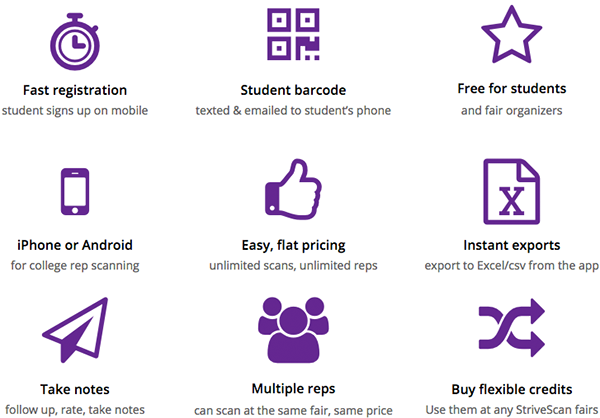 Fast registration
student signs up on mobile
Student barcode
texted & emailed to student's phone
Free for students
and fair organizers
iPhone or Android
for college rep scanning
Easy, flat pricing
unlimited scans, unlimited reps
X
Instant exports
export to Excel/csv from the app
Take notes
follow up, rate, take notes
Multiple reps
can scan at the same fair, same price
Buy flexible credits
Use them at any StriveScan fairs